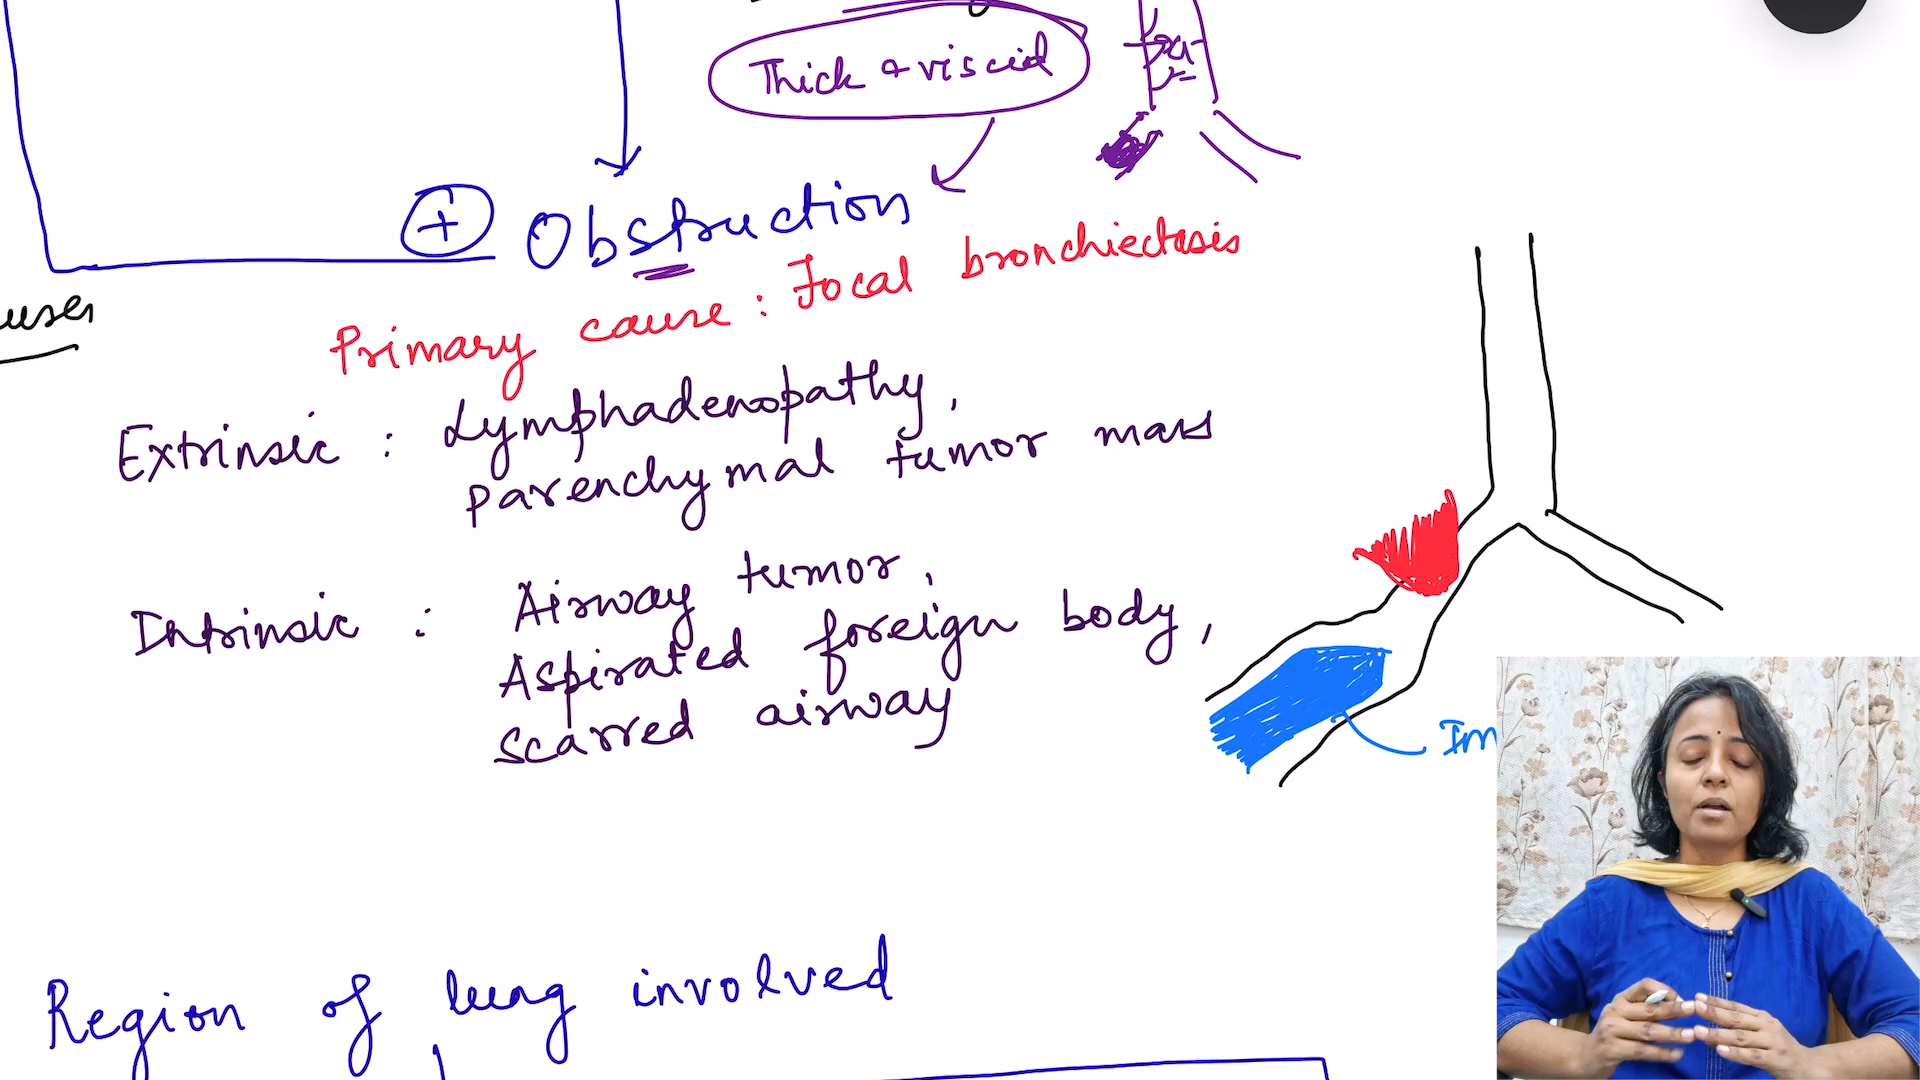 Thick & viscid
+ Obstruction
Primary cause : Focal bronchiectasis
Extrinsic : Lymphadenopathy,
parenchymal tumor mass
Intrinsic : Airway tumor,
Aspirated foreign body,
scarred airway
Im
Region of lung involved